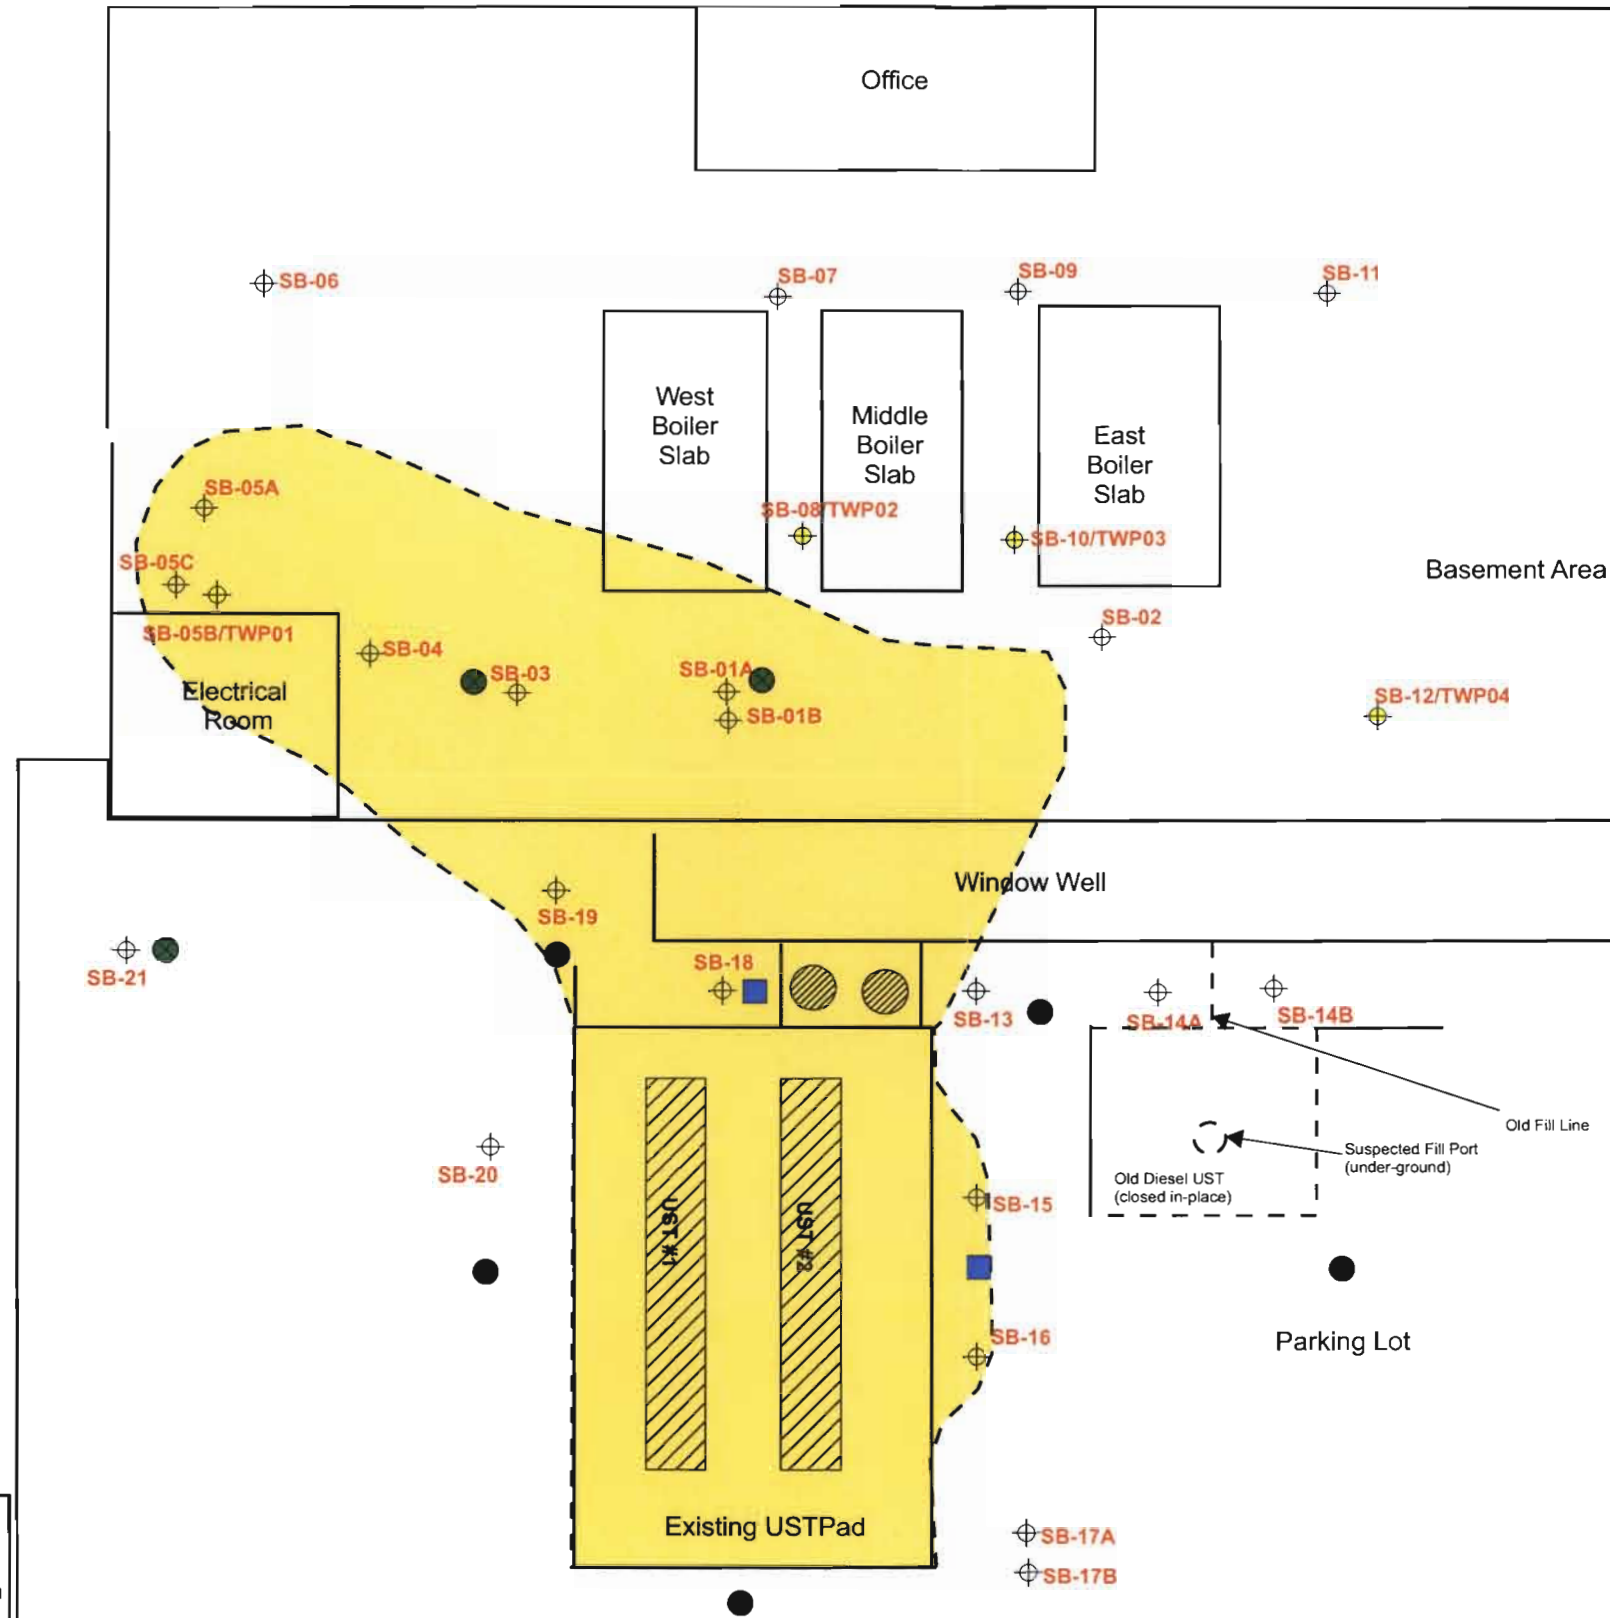 Office
SB-06
SB-07
SB-09
SB-11
West
Boiler
Slab
Middle
Boiler
Slab
East
Boiler
Slab
SB-05A
SB-08/TWP02
SB-10/TWP03
SB-05C
Basement Area
SB-02
SB-05B/TWP01
SB-04
SB-03
SB-01A
SB-12/TWP04
Electrical
Room
SB-01B
Window Well
SB-19
SB-21
SB-18
SB-13
SB-14A
SB-14B
Old Fill Line
SB-20
Suspected Fill Port
(under-ground)
Old Diesel UST
(closed in-place)
SB-15
UST #1
UST #2
SB-16
Parking Lot
Existing USTPad
SB-17A
SB-17B